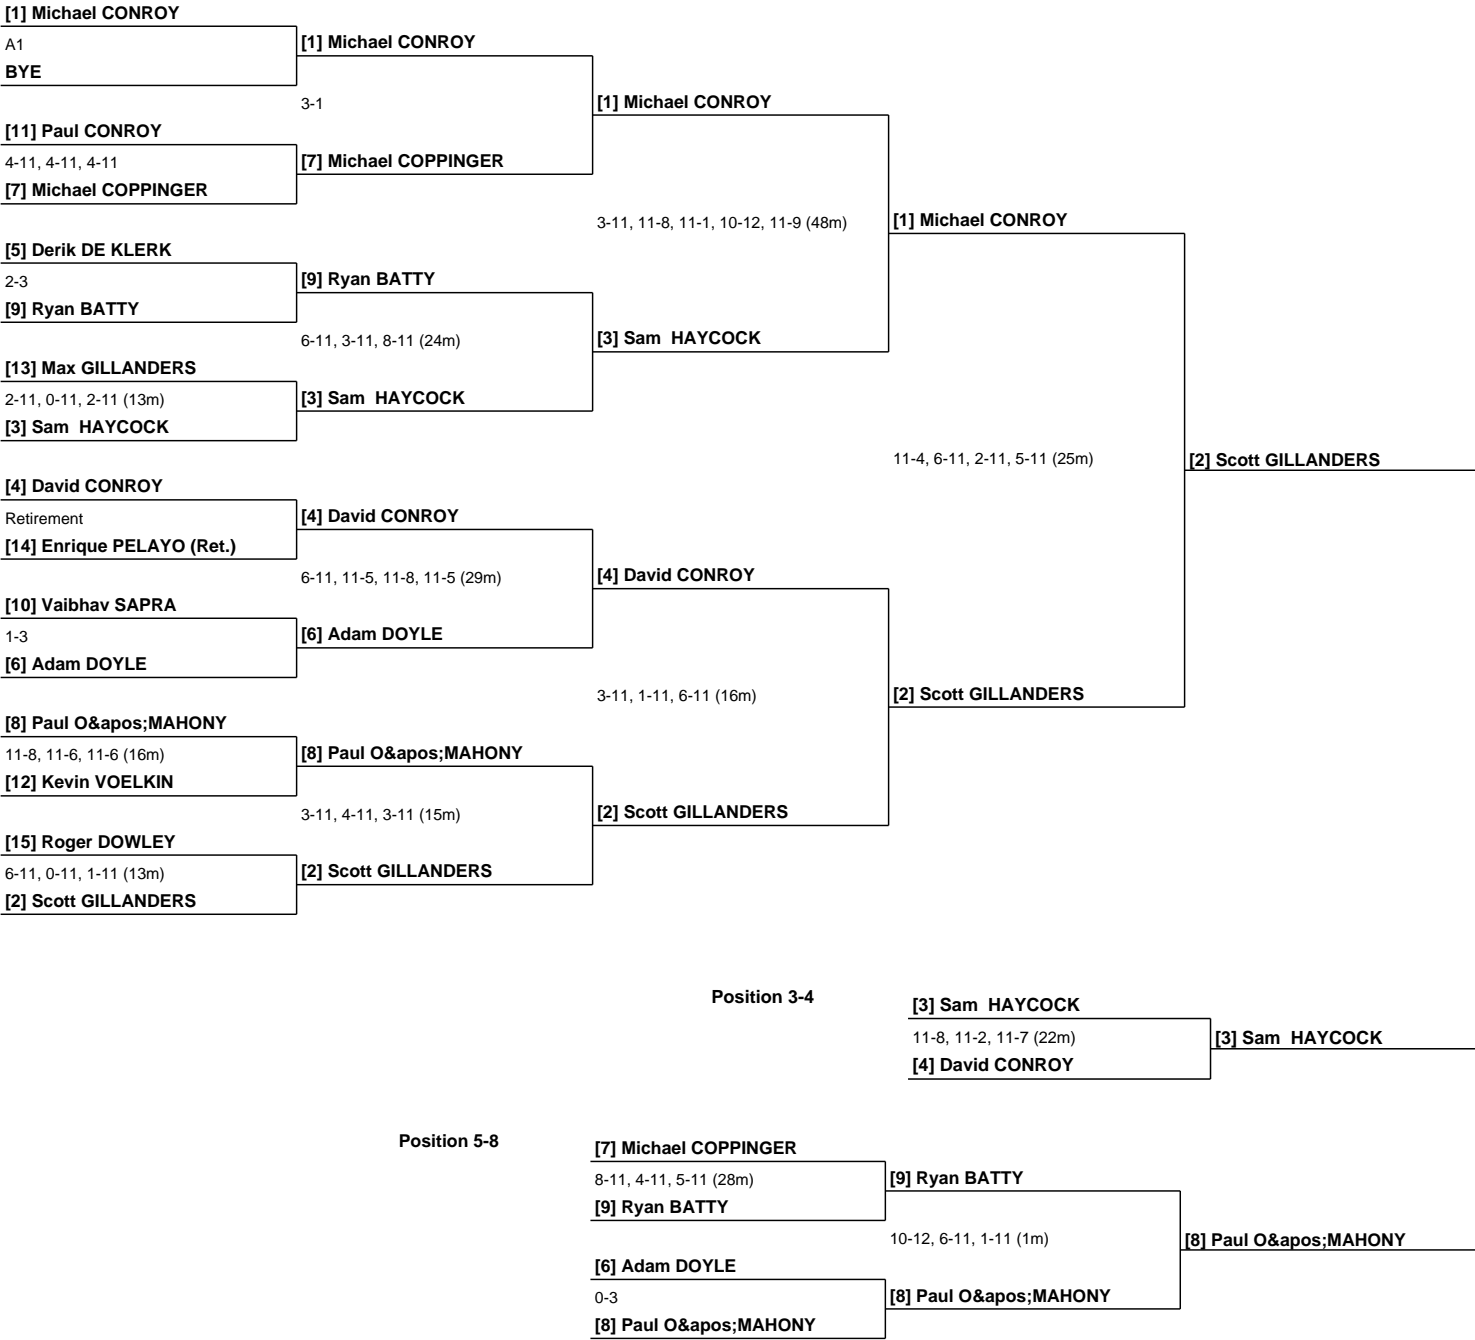 [1] Michael CONROY
A1
BYE
[1] Michael CONROY
3-1
[11] Paul CONROY
4-11, 4-11, 4-11
[7] Michael COPPINGER
[7] Michael COPPINGER
[1] Michael CONROY
3-11, 11-8, 11-1, 10-12, 11-9 (48m)
[5] Derik DE KLERK
2-3
[9] Ryan BATTY
[9] Ryan BATTY
6-11, 3-11, 8-11 (24m)
[13] Max GILLANDERS
2-11, 0-11, 2-11 (13m)
[3] Sam  HAYCOCK
[3] Sam  HAYCOCK
[3] Sam  HAYCOCK
[1] Michael CONROY
11-4, 6-11, 2-11, 5-11 (25m)
[2] Scott GILLANDERS
[4] David CONROY
Retirement
[14] Enrique PELAYO (Ret.)
[4] David CONROY
6-11, 11-5, 11-8, 11-5 (29m)
[10] Vaibhav SAPRA
1-3
[6] Adam DOYLE
[6] Adam DOYLE
[4] David CONROY
3-11, 1-11, 6-11 (16m)
[2] Scott GILLANDERS
[8] Paul O&amp;apos;MAHONY
11-8, 11-6, 11-6 (16m)
[12] Kevin VOELKIN
[8] Paul O&amp;apos;MAHONY
3-11, 4-11, 3-11 (15m)
[2] Scott GILLANDERS
[15] Roger DOWLEY
6-11, 0-11, 1-11 (13m)
[2] Scott GILLANDERS
[2] Scott GILLANDERS
Position 3-4
[3] Sam  HAYCOCK
11-8, 11-2, 11-7 (22m)
[4] David CONROY
[3] Sam  HAYCOCK
Position 5-8
[7] Michael COPPINGER
8-11, 4-11, 5-11 (28m)
[9] Ryan BATTY
[9] Ryan BATTY
10-12, 6-11, 1-11 (1m)
[8] Paul O&amp;apos;MAHONY
[6] Adam DOYLE
0-3
[8] Paul O&amp;apos;MAHONY
[8] Paul O&amp;apos;MAHONY